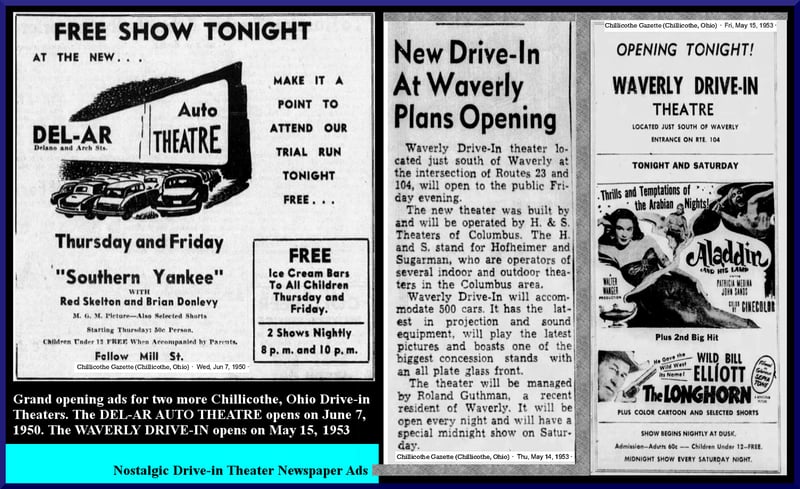 FREE SHOW TONIGHT
AT THE NEW...
DEL-AR
Delano and Arch Sts.
Auto
THEATRE
MAKE IT A
POINT TO
ATTEND OUR
TRIAL RUN
TONIGHT
FREE...
Thursday and Friday
"Southern Yankee"
WITH
Red Skelton and Brian Donlevy
M. G. M. Picture—Also Selected Shorts
Starting Thursday: 50c Person.
Children Under 12 FREE When Accompanied by Parents.
Follow Mill St.
FREE
Ice Cream Bars
To All Children
Thursday and
Friday.
2 Shows Nightly
8 p. m. and 10 p. m.
Chillicothe Gazette (Chillicothe, Ohio) · Wed, Jun 7, 1950
Grand opening ads for two more Chillicothe, Ohio Drive-in
Theaters. The DEL-AR AUTO THEATRE opens on June 7,
1950. The WAVERLY DRIVE-IN opens on May 15, 1953
Nostalgic Drive-in Theater Newspaper Ads
New Drive-In
At Waverly
Plans Opening
Waverly Drive-In theater lo-
cated just south of Waverly at
the intersection of Routes 23 and
104, will open to the public Fri-
day evening.
The new theater was built by
and will be operated by H. & S.
Theaters of Columbus. The H.
and S. stand for Hofheimer and
Sugarman, who are operators of
several indoor and outdoor thea-
ters in the Columbus area.
Waverly Drive-In will accom-
modate 500 cars. It has the lat-
est in projection and sound
equipment, will play the latest
pictures and boasts one of the
biggest concession stands with
an all plate glass front.
The theater will be managed
by Roland Guthman, a recent
resident of Waverly. It will be
open every night and will have a
special midnight show on Satur-
day.
Chillicothe Gazette (Chillicothe, Ohio) · Thu, May 14, 1953
Chillicothe Gazette (Chillicothe, Ohio) · Fri, May 15, 1953
OPENING TONIGHT!
WAVERLY DRIVE-IN
THEATRE
LOCATED JUST SOUTH OF WAVERLY
ENTRANCE ON RTE. 104
TONIGHT AND SATURDAY
Thrills and Temptations of
the Arabian Nights!
Aladdin
AND HIS LAMP
A
WALTER
WANGER
PRODUCTION
PATRICIA MEDINA
JOHN SANDS
COLOR BY CINECOLOR
Plus 2nd Big Hit
He Gave the
Wild West
Its Name!
WILD BILL
ELLIOTT
The LONGHORN
SEPIA
TONE
PLUS COLOR CARTOON AND SELECTED SHORTS
SHOW BEGINS NIGHTLY AT DUSK.
Admission—Adults 60c — Children Under 12—FREE.
MIDNIGHT SHOW EVERY SATURDAY NIGHT.